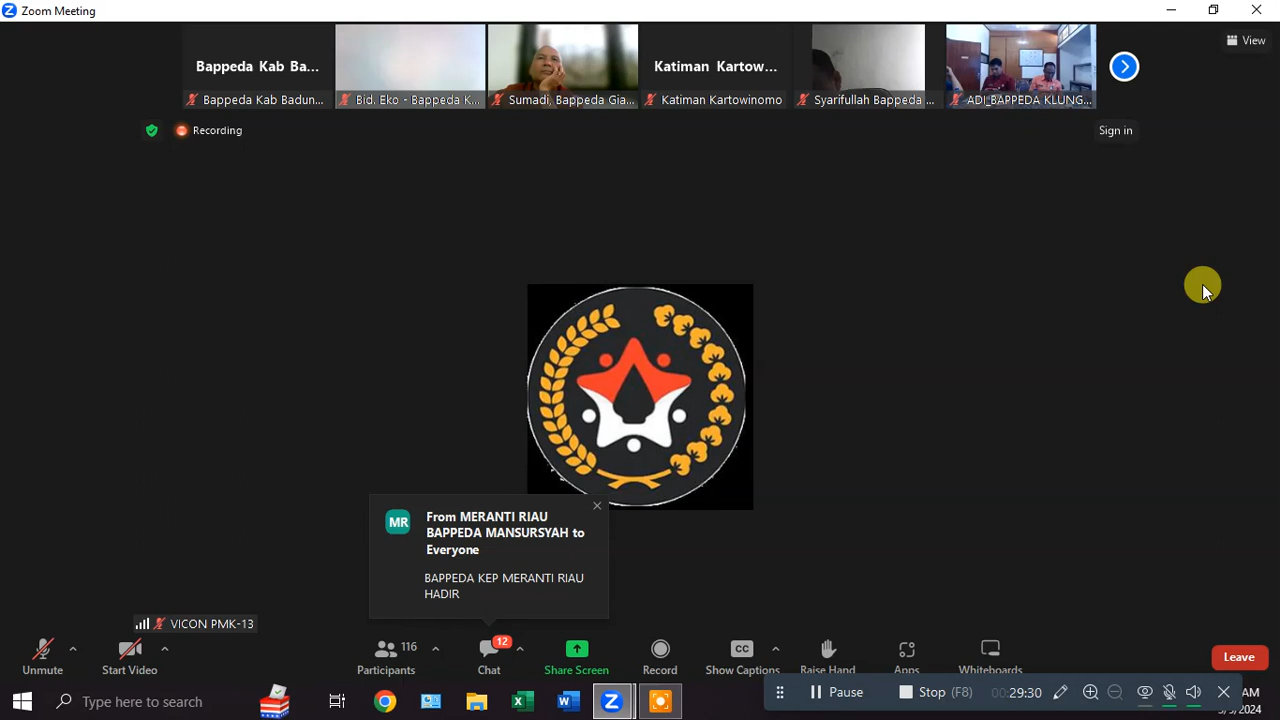 Zoom Meeting
View
Bappeda Kab Ba...
Katiman Kartow...
Bappeda Kab Badun...
Bid. Eko - Bappeda K...
Sumadi, Bappeda Gia...
Katiman Kartowinomo
Syarifullah Bappeda ...
ADI_BAPPEDA KLUNG...
Recording
Sign in
MR
From MERANTI RIAU
BAPPEDA MANSURSYAH to
Everyone
BAPPEDA KEP MERANTI RIAU
HADIR
VICON PMK-13
116
12
CC
Unmute
Start Video
Participants
Chat
Share Screen
Record
Show Captions
Raise Hand
Apps
Whiteboards
Leave
Type here to search
Pause
Stop (F8)
00:29:30
AM